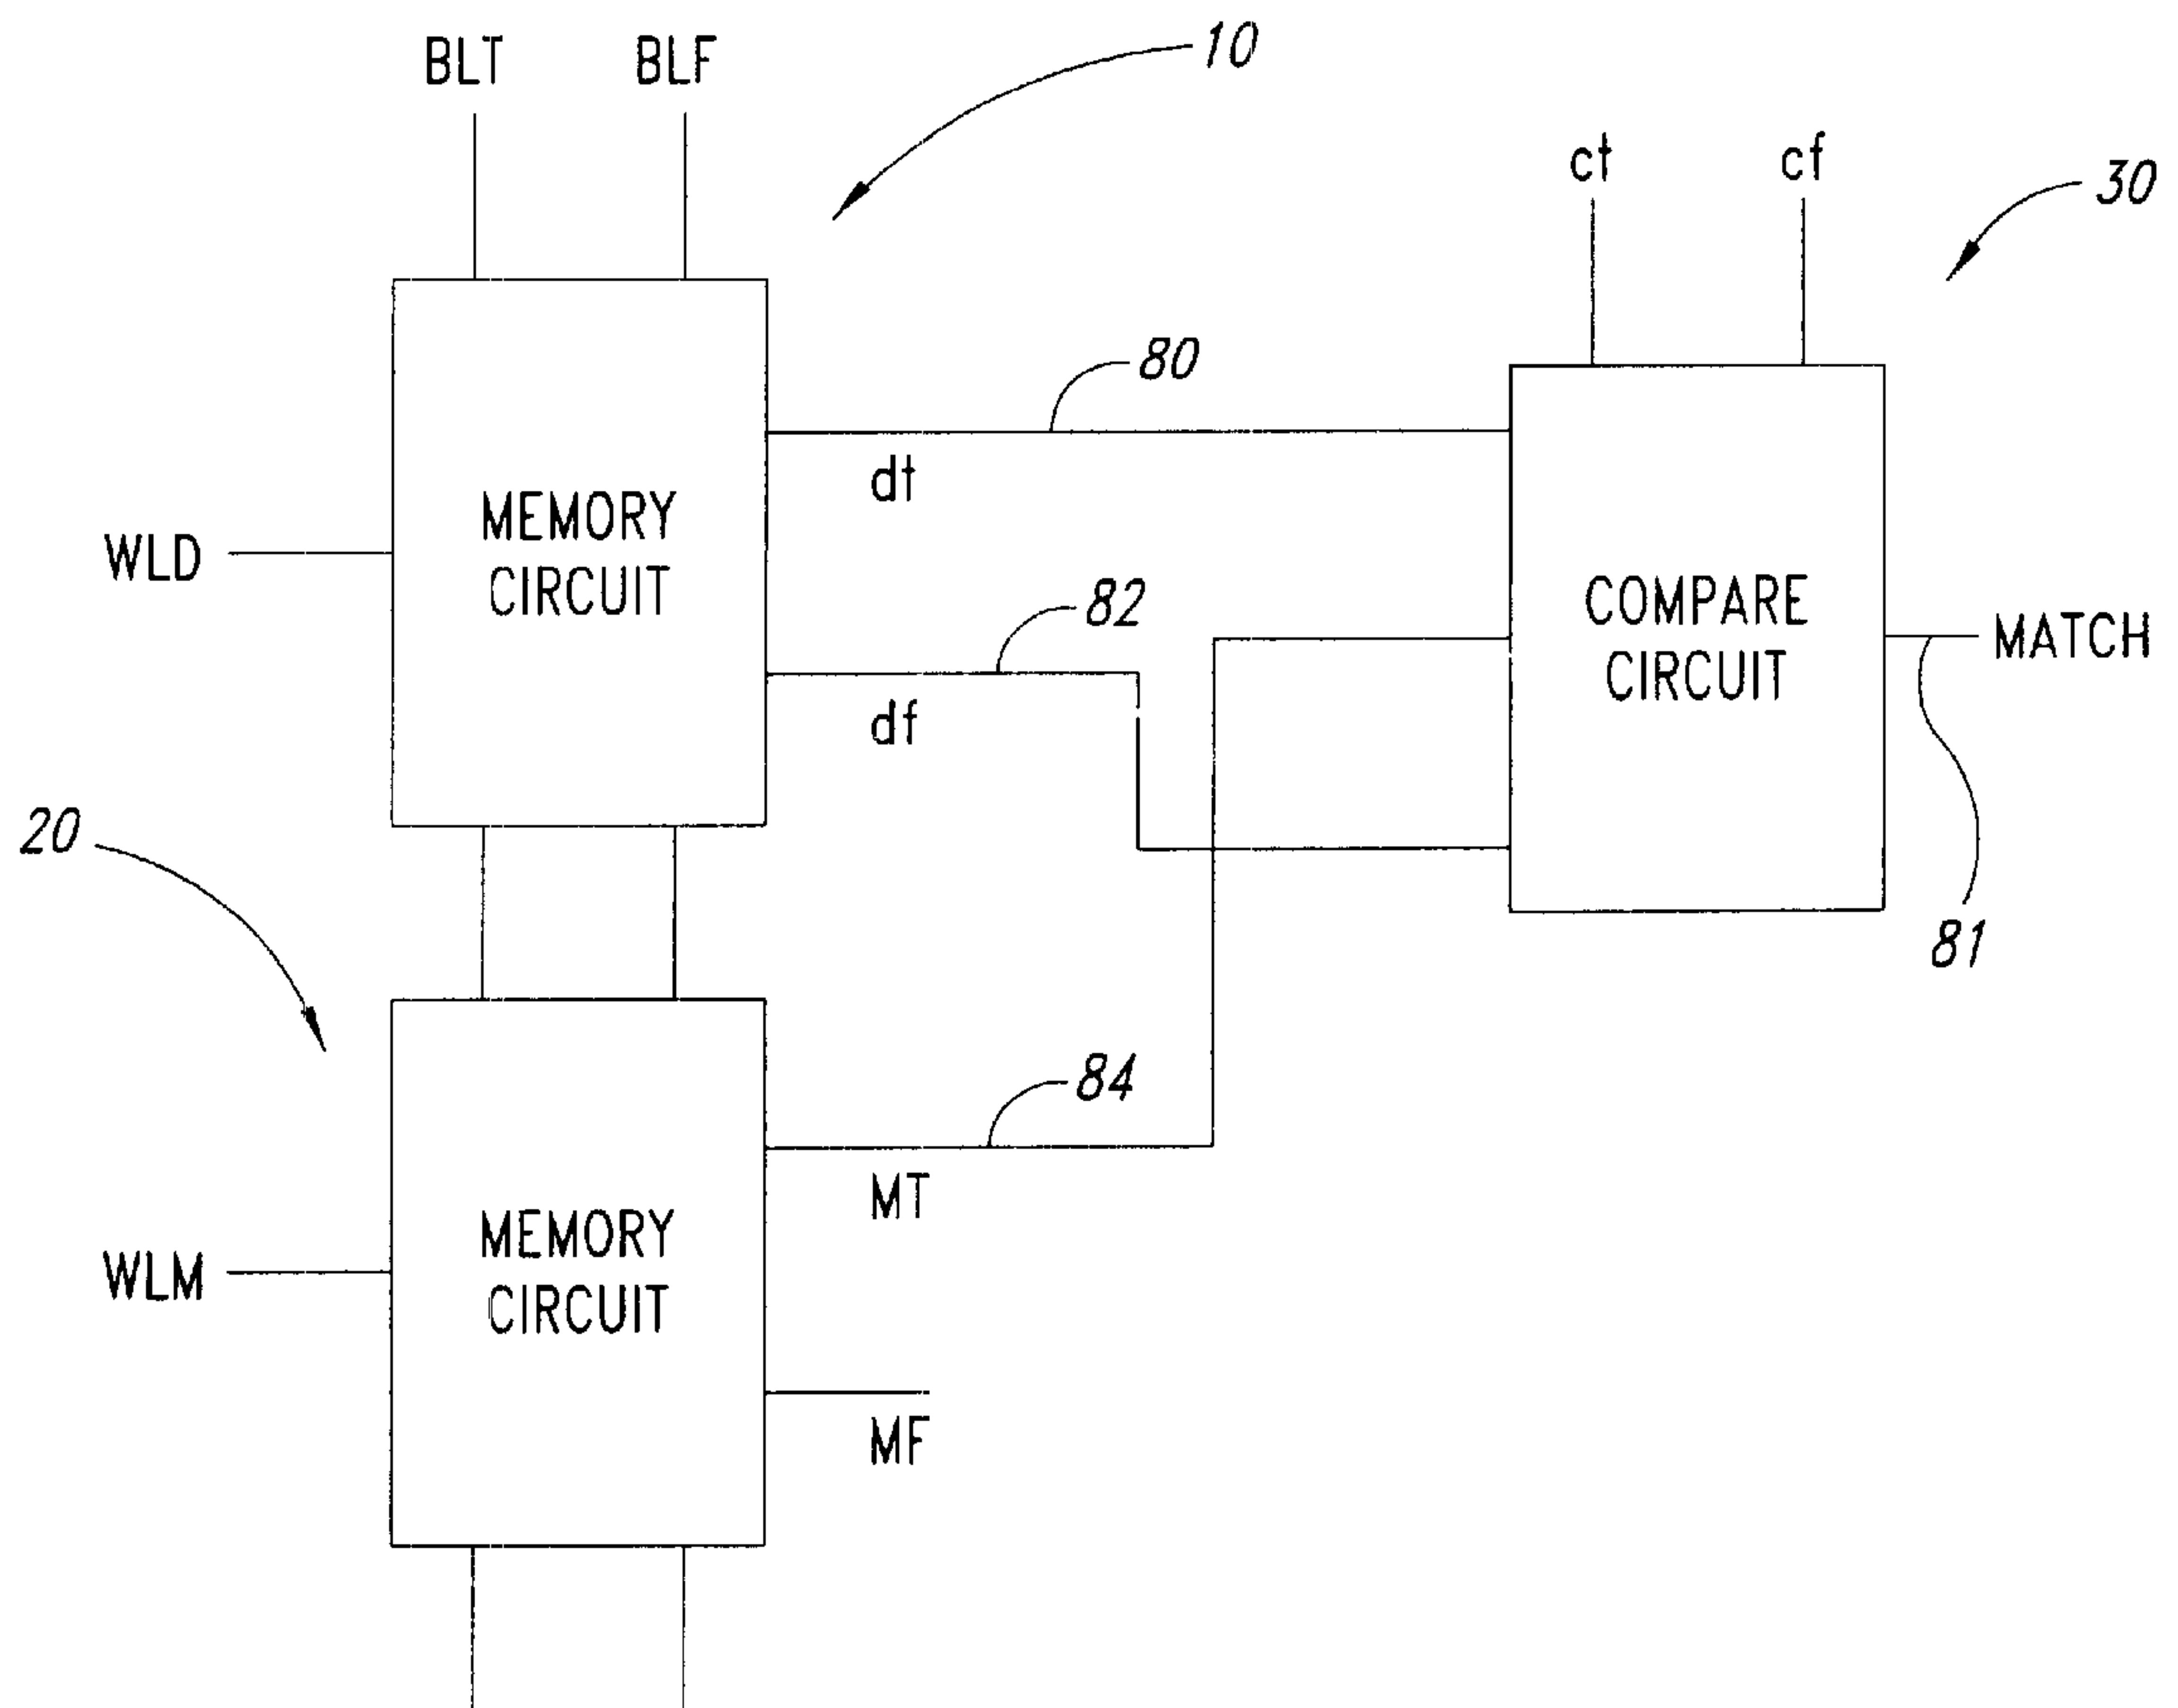 BLT BLF 10
ct cf 30
80
dt
MEMORY
CIRCUIT
WLD
82
df
COMPARE
CIRCUIT
MATCH
81
20
84
MT
MEMORY
CIRCUIT
WLM
MF